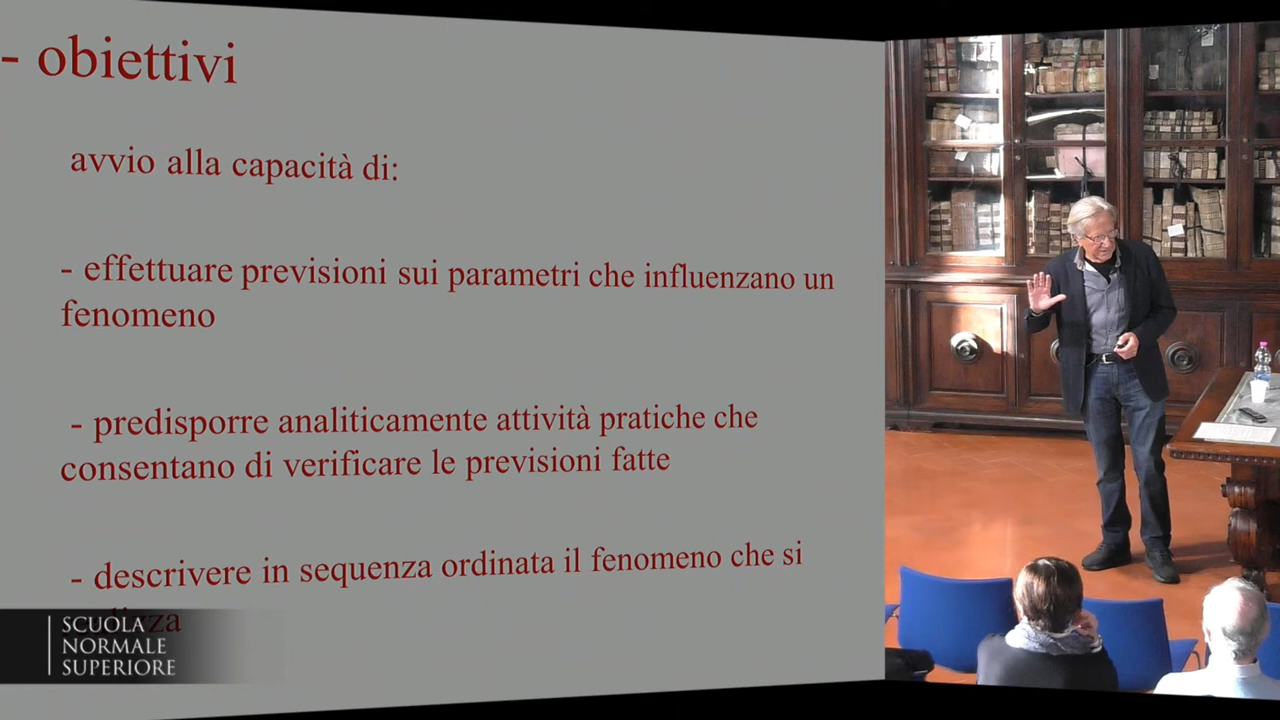 - obiettivi
avvio alla capacità di:
- effettuare previsioni sui parametri che influenzano un
fenomeno
- predisporre analiticamente attività pratiche che
consentano di verificare le previsioni fatte
- descrivere in sequenza ordinata il fenomeno che si
SCUOLA
NORMALE
SUPERIORE